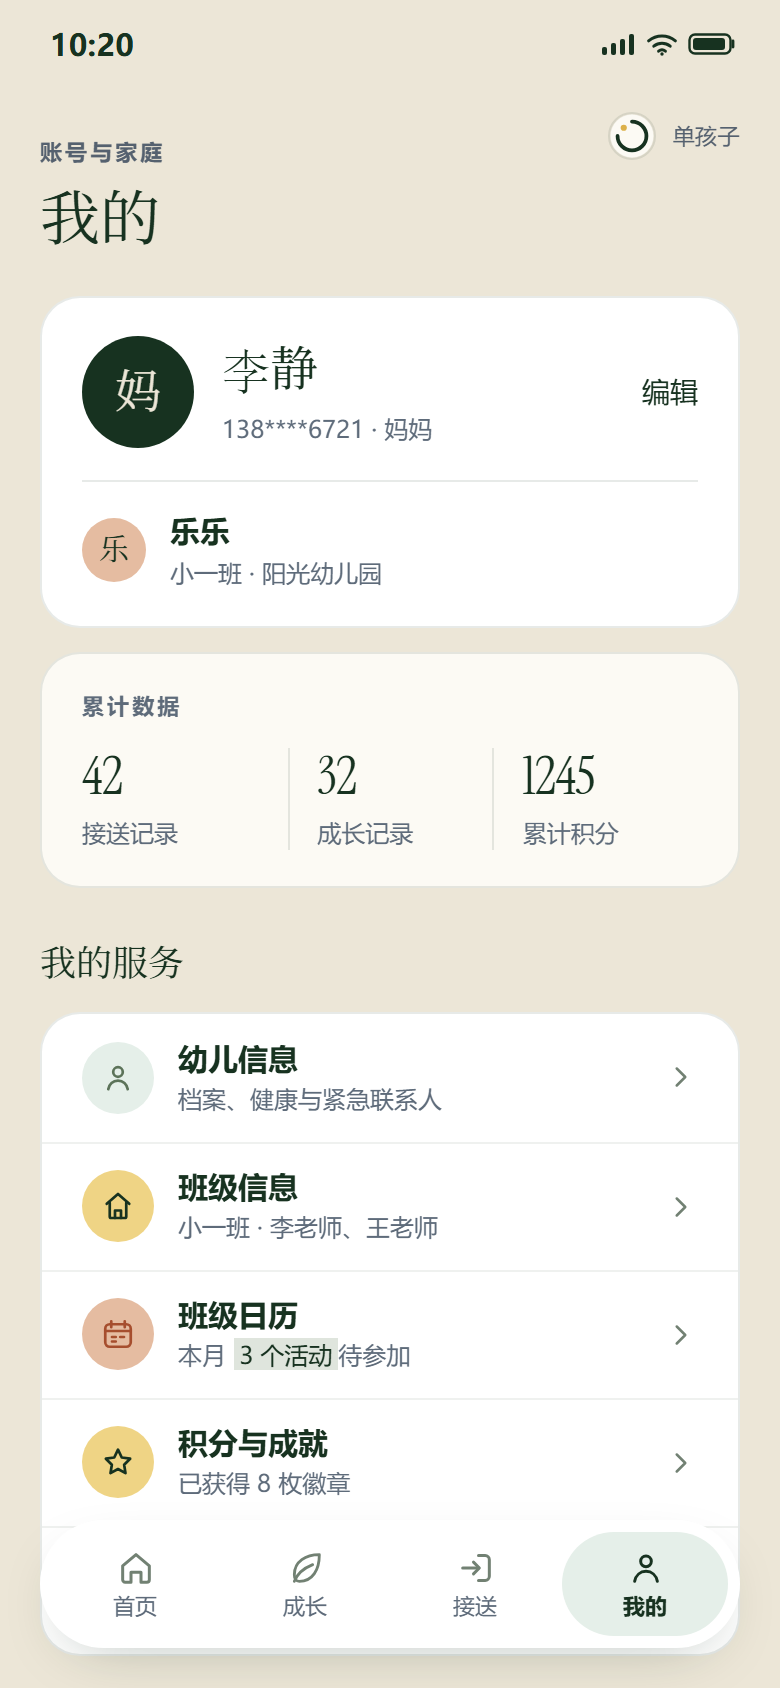 10:20
单孩子
账号与家庭
我的
妈
李静
编辑
138****6721 · 妈妈
乐
乐乐
小一班 · 阳光幼儿园
累计数据
42
32
1245
接送记录
成长记录
累计积分
我的服务
幼儿信息
档案、健康与紧急联系人
班级信息
小一班 · 李老师、王老师
班级日历
本月 3 个活动 待参加
积分与成就
已获得 8 枚徽章
首页
成长
接送
我的